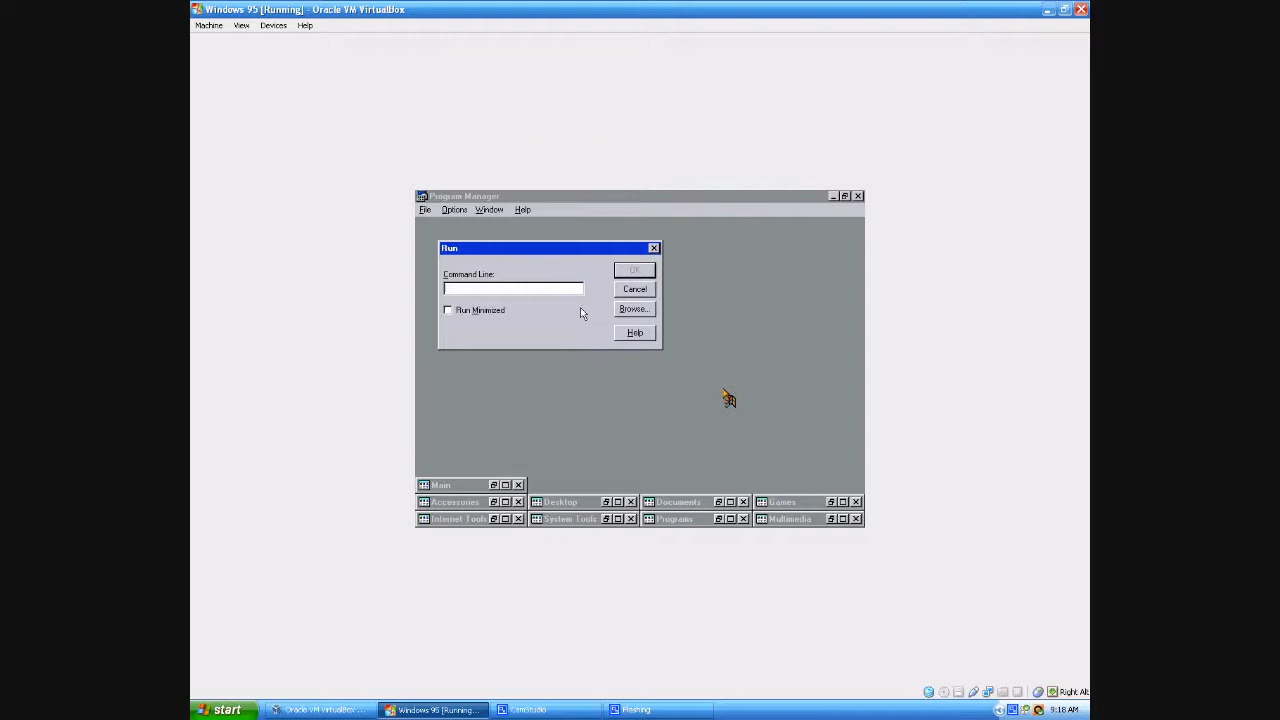 Windows 95 [Running] - Oracle VM VirtualBox
Machine View Devices Help
Program Manager
File Options Window Help
Run
Command Line:
OK
Cancel
Run Minimized
Browse...
Help
Main
Accessories Desktop Documents Games
Internet Tools System Tools Programs Multimedia
Right Alt
start Oracle VM VirtualBox ... Windows 95 [Running... CamStudio Flashing 9:18 AM